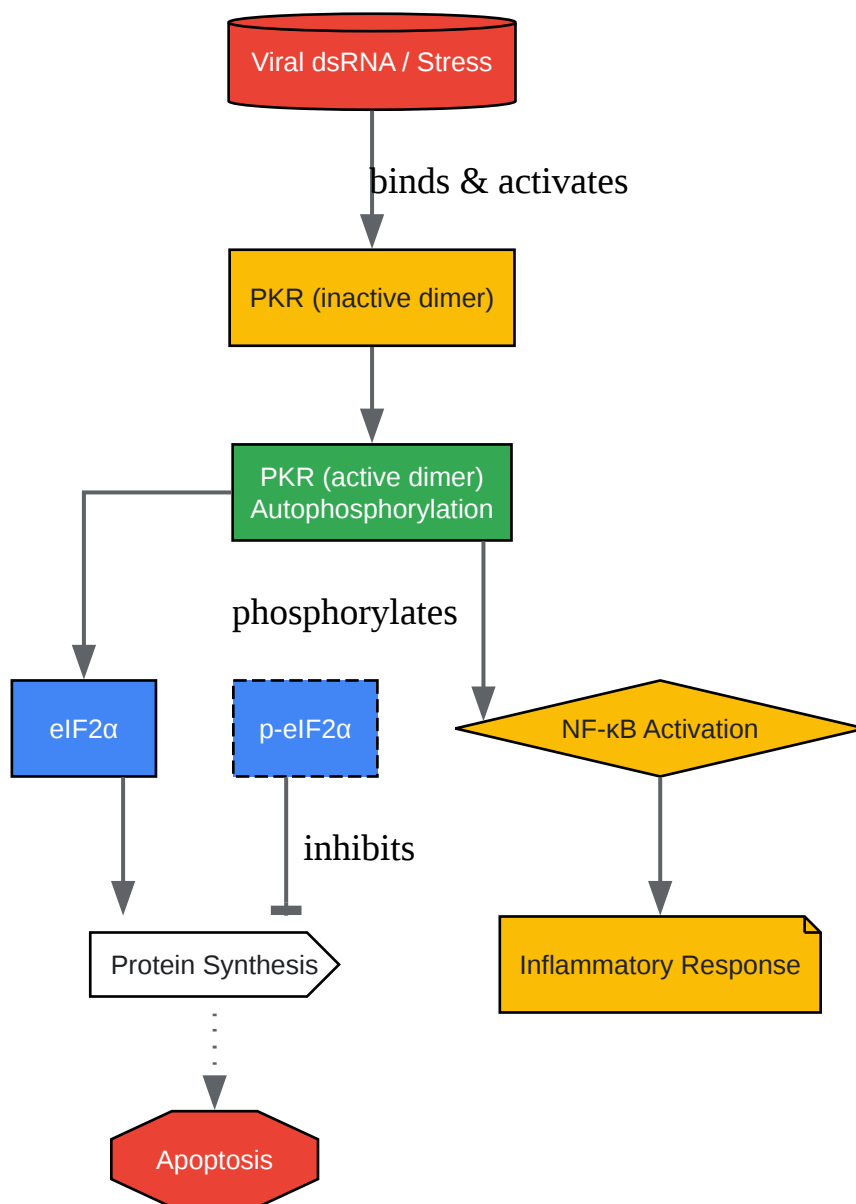 Viral dsRNA / Stress
binds & activates
PKR (inactive dimer)
PKR (active dimer)
Autophosphorylation
phosphorylates
eIF2α
p-eIF2α
NF-κB Activation
inhibits
Protein Synthesis
Inflammatory Response
Apoptosis